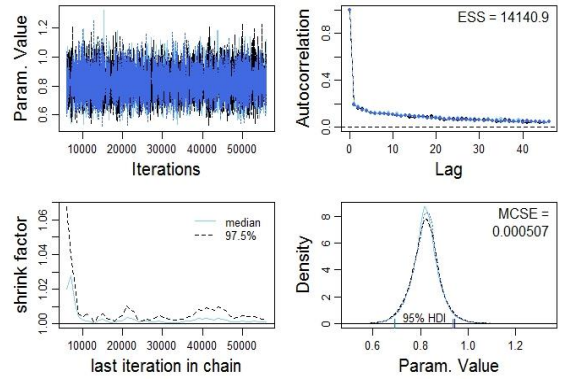 Param. Value
0.6 0.8 1.0 1.2
10000 20000 30000 40000 50000
Iterations
Autocorrelation
0.0 0.4 0.8
ESS = 14140.9
0 10 20 30 40
Lag
shrink factor
1.00 1.02 1.04 1.06
median
97.5%
10000 20000 30000 40000 50000
last iteration in chain
Density
0 2 4 6 8
MCSE =
0.000507
95% HDI
0.6 0.8 1.0 1.2
Param. Value